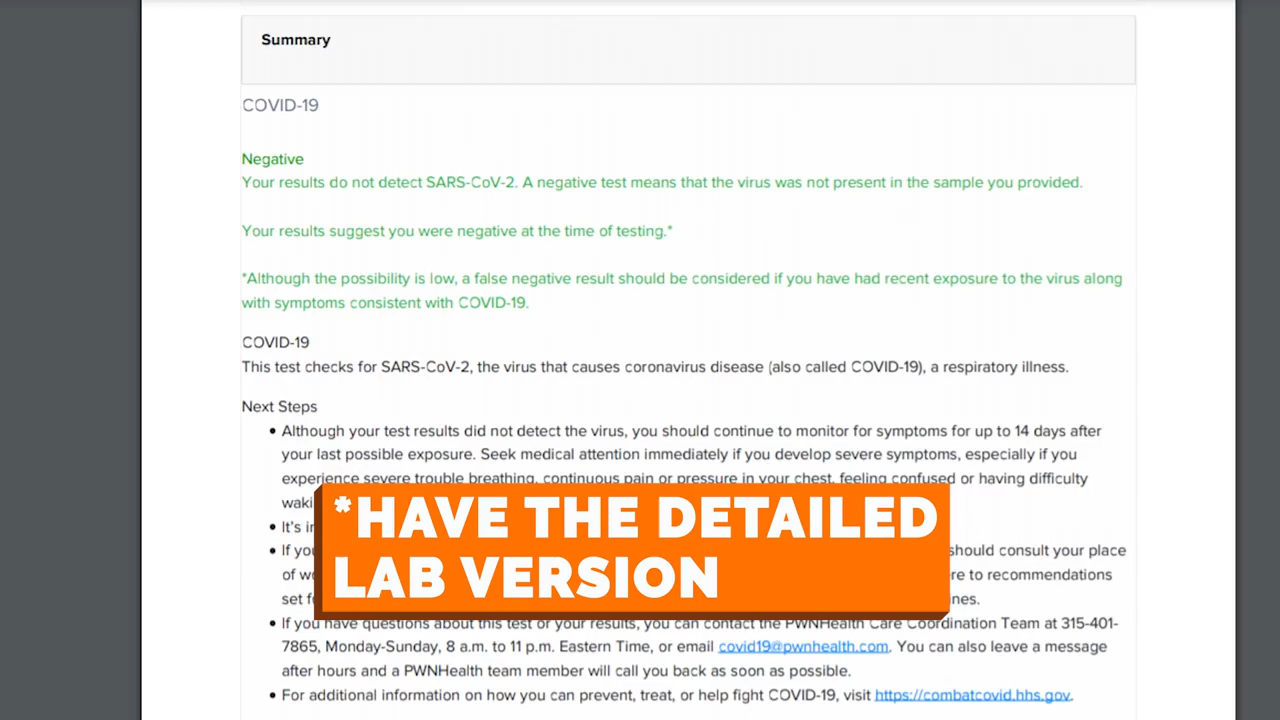 Summary
COVID-19
Negative
Your results do not detect SARS-CoV-2. A negative test means that the virus was not present in the sample you provided.
Your results suggest you were negative at the time of testing.*
*Although the possibility is low, a false negative result should be considered if you have had recent exposure to the virus along
with symptoms consistent with COVID-19.
COVID-19
This test checks for SARS-CoV-2, the virus that causes coronavirus disease (also called COVID-19), a respiratory illness.
Next Steps
Although your test results did not detect the virus, you should continue to monitor for symptoms for up to 14 days after
your last possible exposure. Seek medical attention immediately if you develop severe symptoms, especially if you
experience severe trouble breathing, continuous pain or pressure in your chest, feeling confused or having difficulty
*HAVE THE DETAILED
LAB VERSION
It's
If you should consult your place
of to recommendations
set
If you have questions about this test or your results, you can contact the PWNHealth Care Coordination Team at 315-401-
7865, Monday-Sunday, 8 a.m. to 11 p.m. Eastern Time, or email covid19@pwnhealth.com. You can also leave a message
after hours and a PWNHealth team member will call you back as soon as possible.
For additional information on how you can prevent, treat, or help fight COVID-19, visit https://combatcovid.hhs.gov.